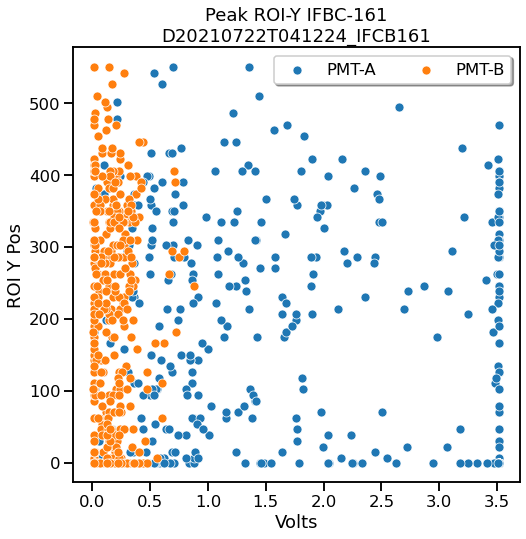 Peak ROI-Y IFBC-161
D20210722T041224_IFCB161
PMT-A PMT-B
ROI Y Pos
500
400
300
200
100
0
0.0 0.5 1.0 1.5 2.0 2.5 3.0 3.5
Volts